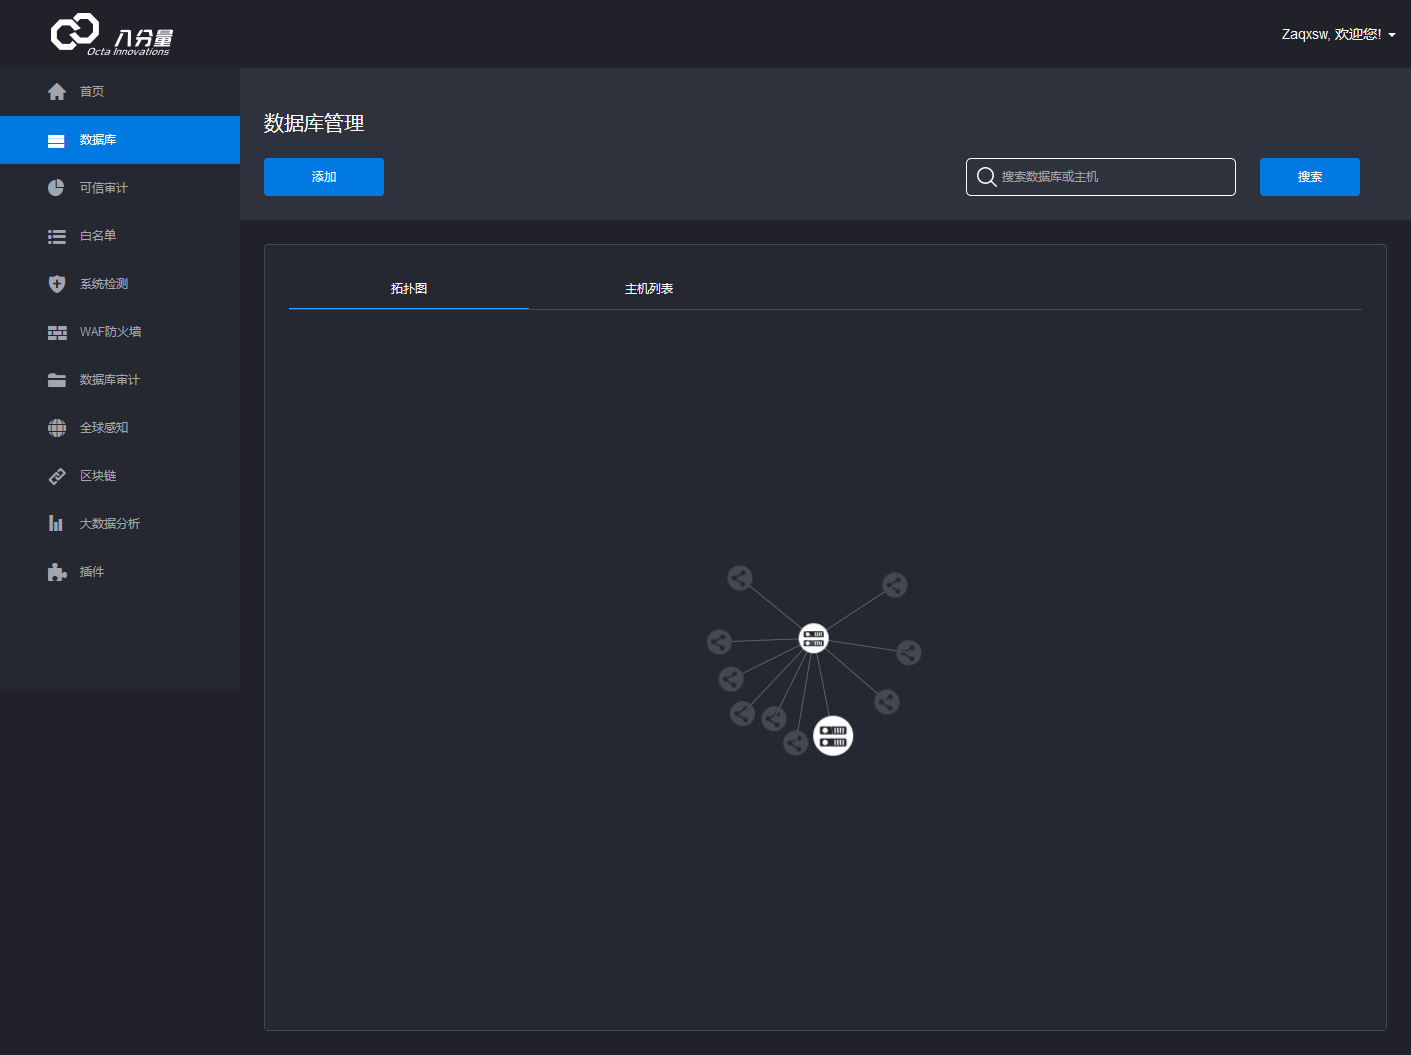 八分量
Octa Innovations
Zaqxsw, 欢迎您!
首页
数据库
可信审计
白名单
系统检测
WAF防火墙
数据库审计
全球感知
区块链
大数据分析
插件
数据库管理
添加
搜索数据库或主机
搜索
拓扑图
主机列表